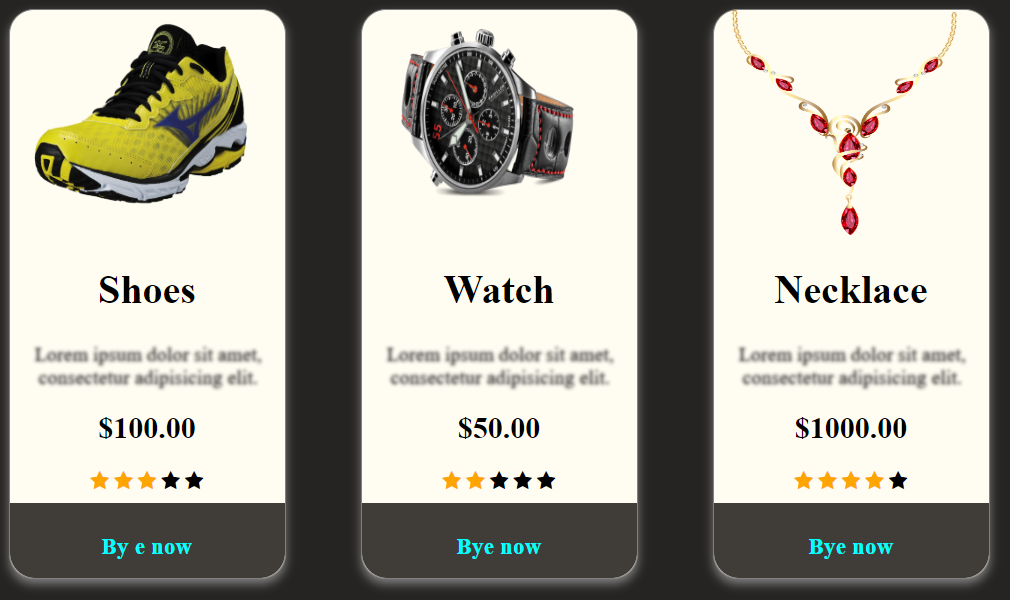 Shoes
Lorem ipsum dolor sit amet,
consectetur adipisicing elit.
$100.00
By e now
55
Watch
Lorem ipsum dolor sit amet,
consectetur adipisicing elit.
$50.00
Bye now
Necklace
Lorem ipsum dolor sit amet,
consectetur adipisicing elit.
$1000.00
Bye now